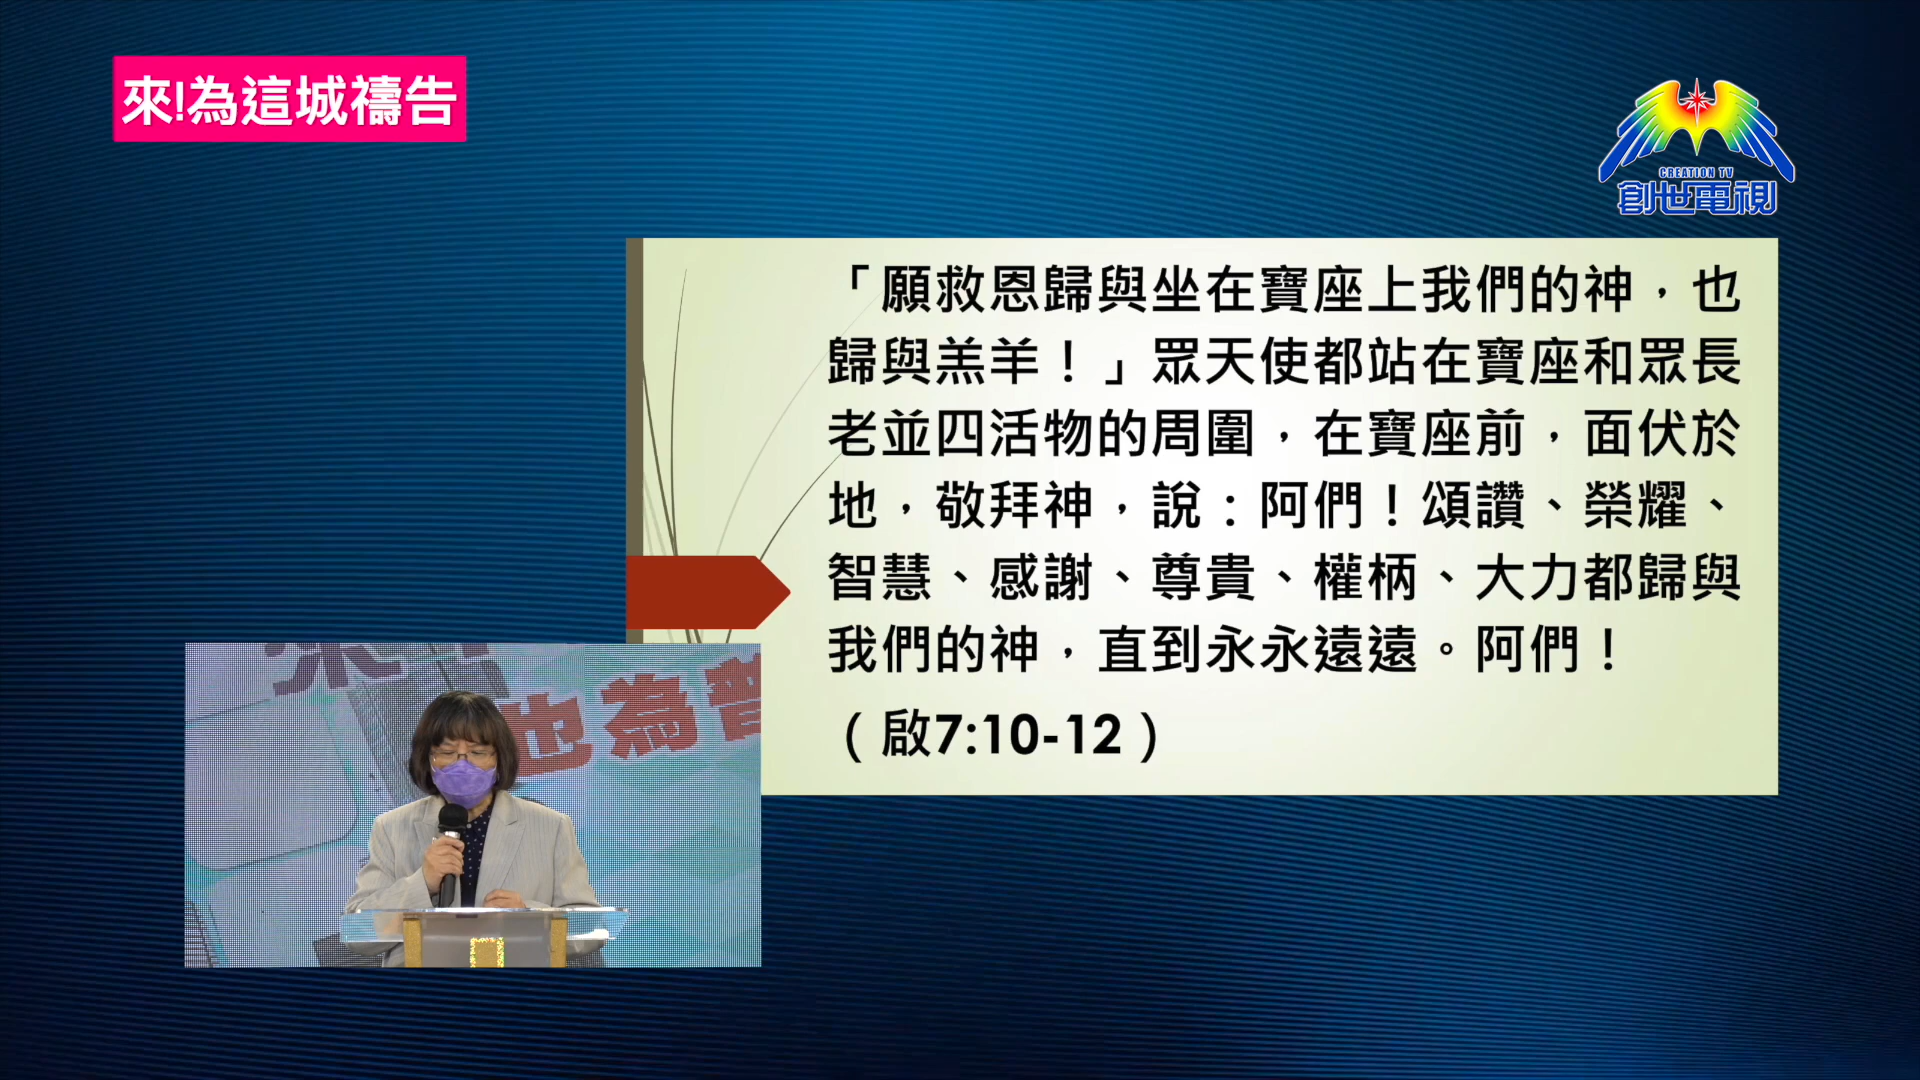 來!為這城禱告
CREATION TV
創世電視
「願救恩歸與坐在寶座上我們的神，也
歸與羔羊！」眾天使都站在寶座和眾長
老並四活物的周圍，在寶座前，面伏於
地，敬拜神，說：阿們！頌讚、榮耀、
智慧、感謝、尊貴、權柄、大力都歸與
我們的神，直到永永遠遠。阿們！
（啟7:10-12）
也為普